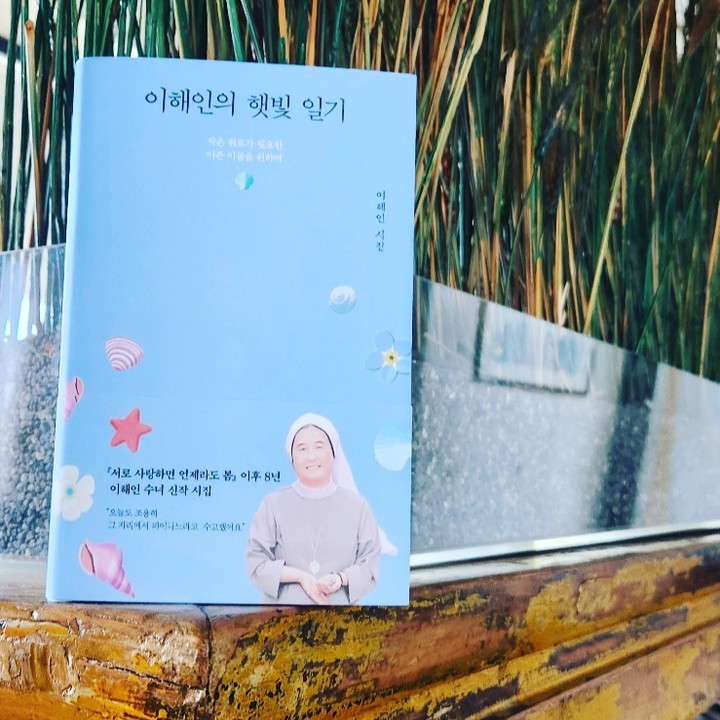 이해인의 햇빛 일기
작은 위로가 필요한
아픈 이들을 위하여
이해인 시집
『서로 사랑하면 언제라도 봄』 이후 8년
이해인 수녀 신작 시집
“오늘도 조용히
그 자리에서 피어나느라고 수고했어요”